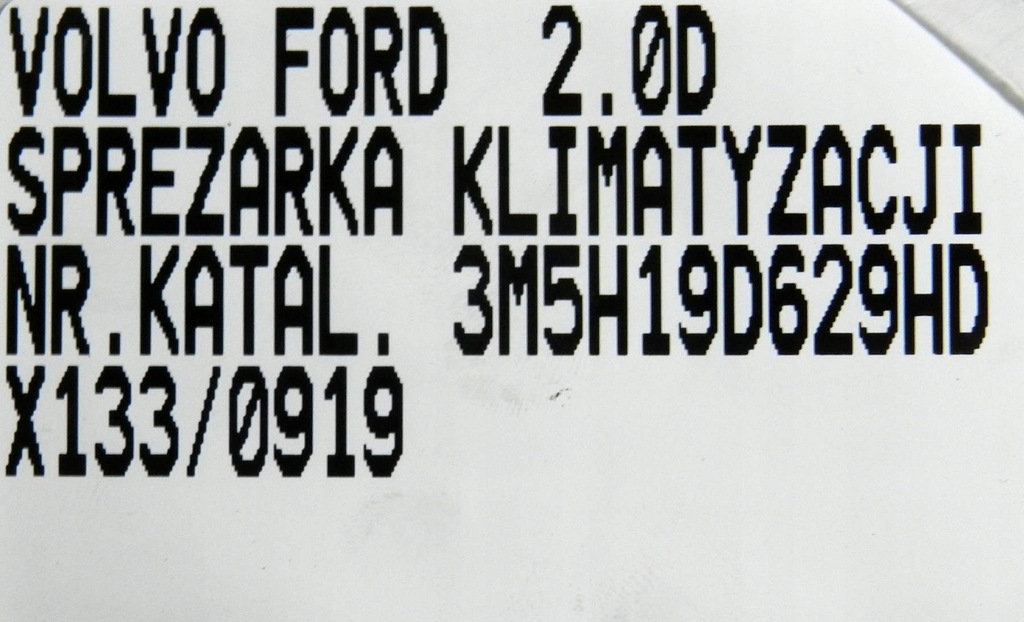 VOLVO FORD 2.0D
SPREZARKA KLIMATYZACJI
NR.KATAL. 3M5H19D629HD
X133/0919